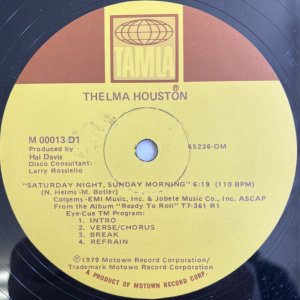 TAMLA
THELMA HOUSTON®
M 00013 D1
Produced by
Hal Davis
Disco Consultant:
Larry Rossiello
65236-DM
"SATURDAY NIGHT, SUNDAY MORNING" 6:19 (110 BPM)
(N. Helms -M. Botler)
Colgems-EMI Music, Inc. & Jobete Music Co., Inc. ASCAP
From the Album "Ready To Roll" T7-361 R1
Eye-Cue TM Program:
1. INTRO
2. VERSE/CHORUS
3. BREAK
4. REFRAIN
Ⓟ 1979 Motown Record Corporation/
Trademark Motown Record Corporation
A PRODUCT OF MOTOWN RECORD CORP.